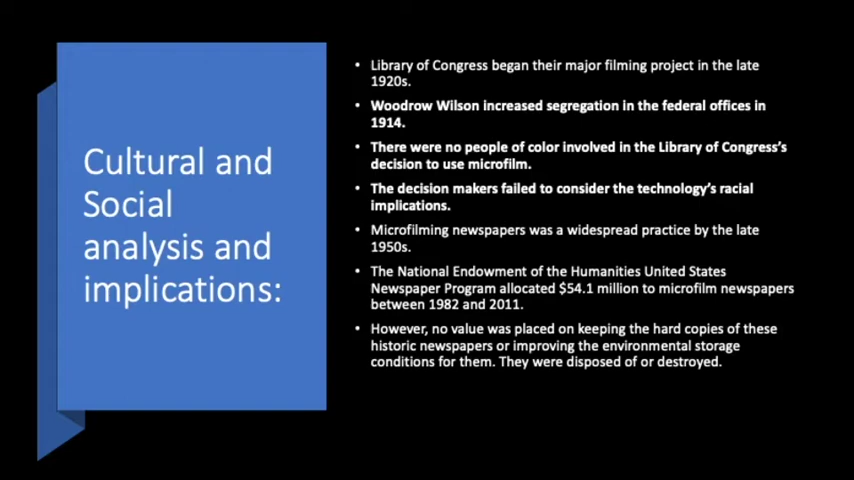 Cultural and
Social
analysis and
implications:
• Library of Congress began their major filming project in the late
1920s.
• Woodrow Wilson increased segregation in the federal offices in
1914.
• There were no people of color involved in the Library of Congress's
decision to use microfilm.
• The decision makers failed to consider the technology's racial
implications.
• Microfilming newspapers was a widespread practice by the late
1950s.
• The National Endowment of the Humanities United States
Newspaper Program allocated $54.1 million to microfilm newspapers
between 1982 and 2011.
• However, no value was placed on keeping the hard copies of these
historic newspapers or improving the environmental storage
conditions for them. They were disposed of or destroyed.